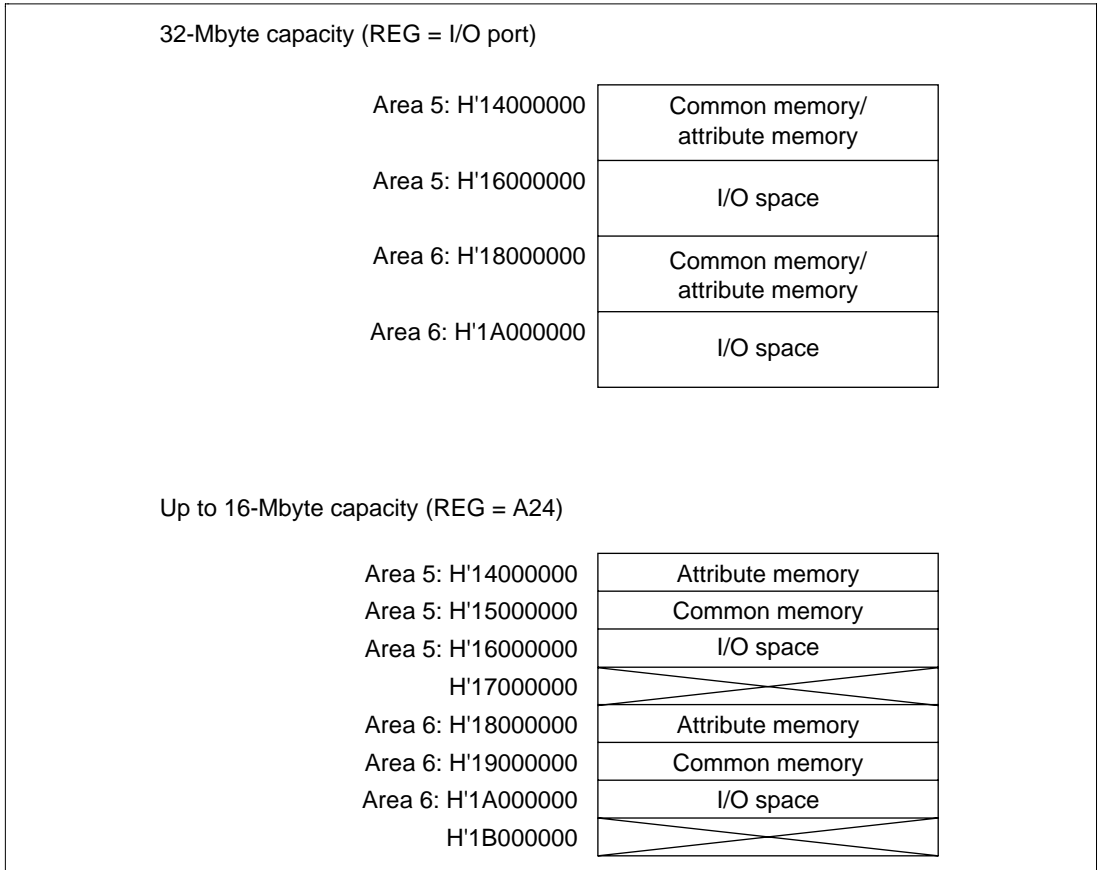 32-Mbyte capacity (REG = I/O port)
Area 5: H'14000000
Common memory/
attribute memory
Area 5: H'16000000
I/O space
Area 6: H'18000000
Common memory/
attribute memory
Area 6: H'1A000000
I/O space
Up to 16-Mbyte capacity (REG = A24)
Area 5: H'14000000
Attribute memory
Area 5: H'15000000
Common memory
Area 5: H'16000000
I/O space
H'17000000
Area 6: H'18000000
Attribute memory
Area 6: H'19000000
Common memory
Area 6: H'1A000000
I/O space
H'1B000000